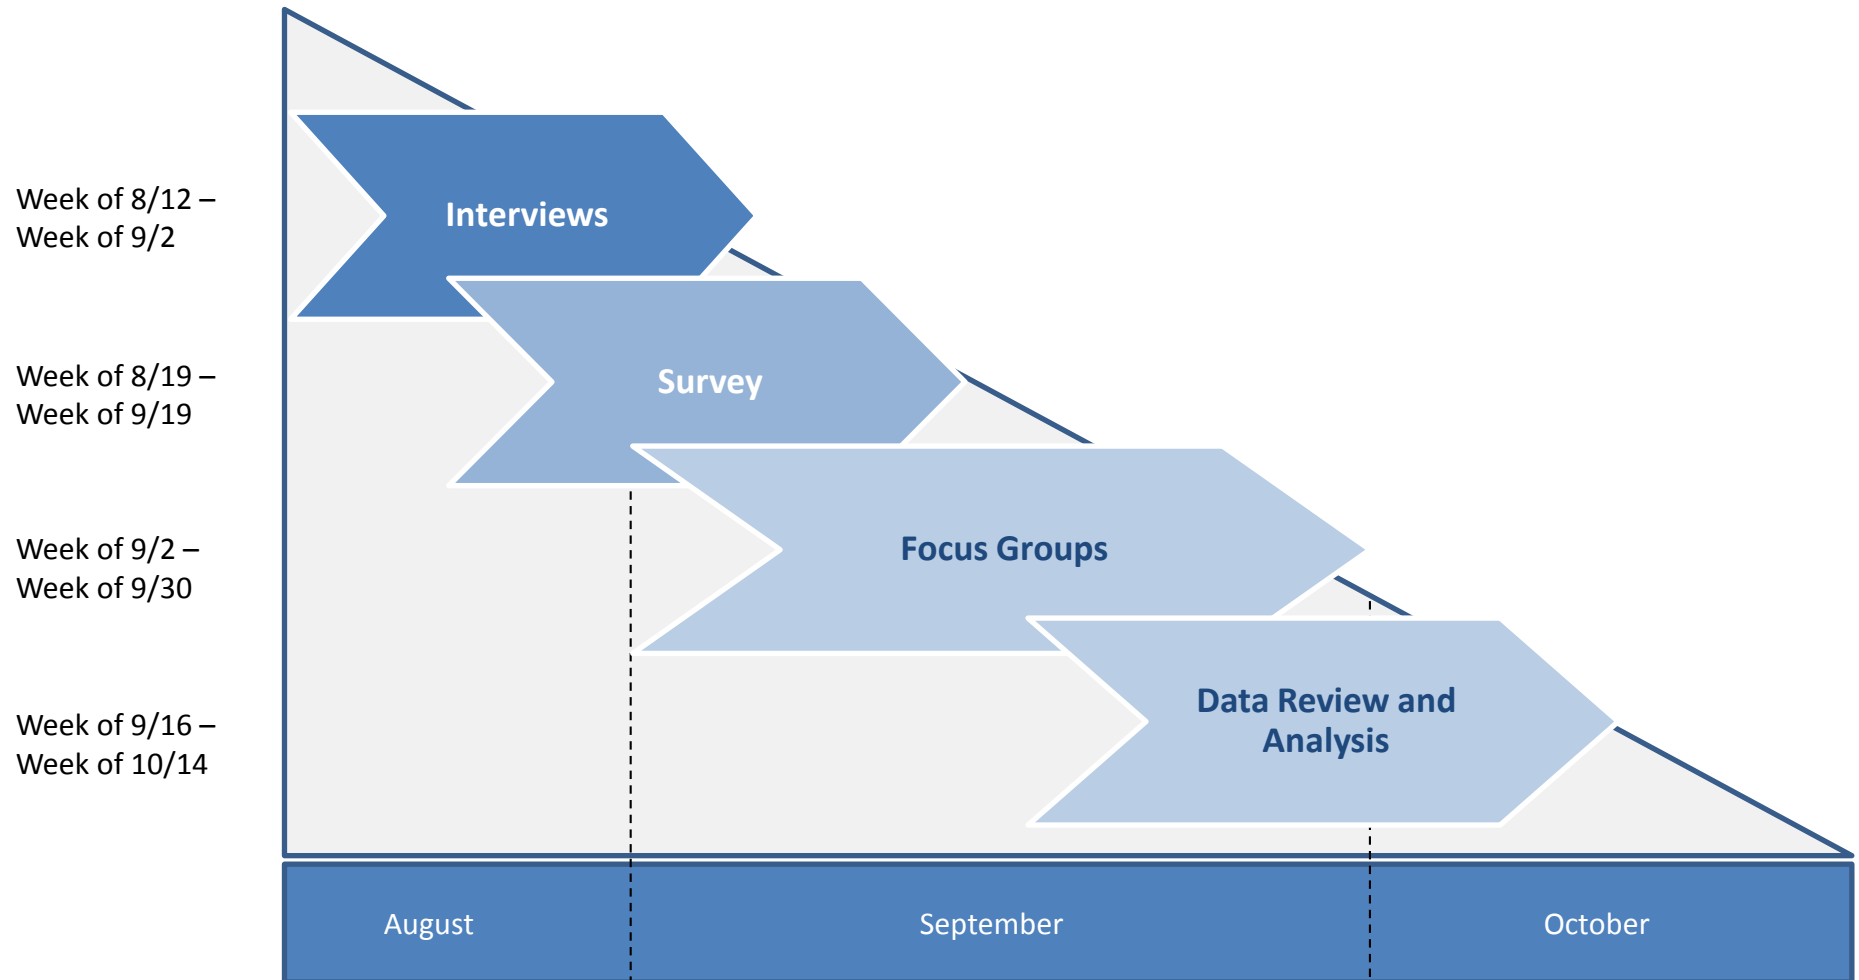 Week of 8/12 –
Week of 9/2
Interviews
Week of 8/19 –
Week of 9/19
Survey
Week of 9/2 –
Week of 9/30
Focus Groups
Week of 9/16 –
Week of 10/14
Data Review and
Analysis
August
September
October